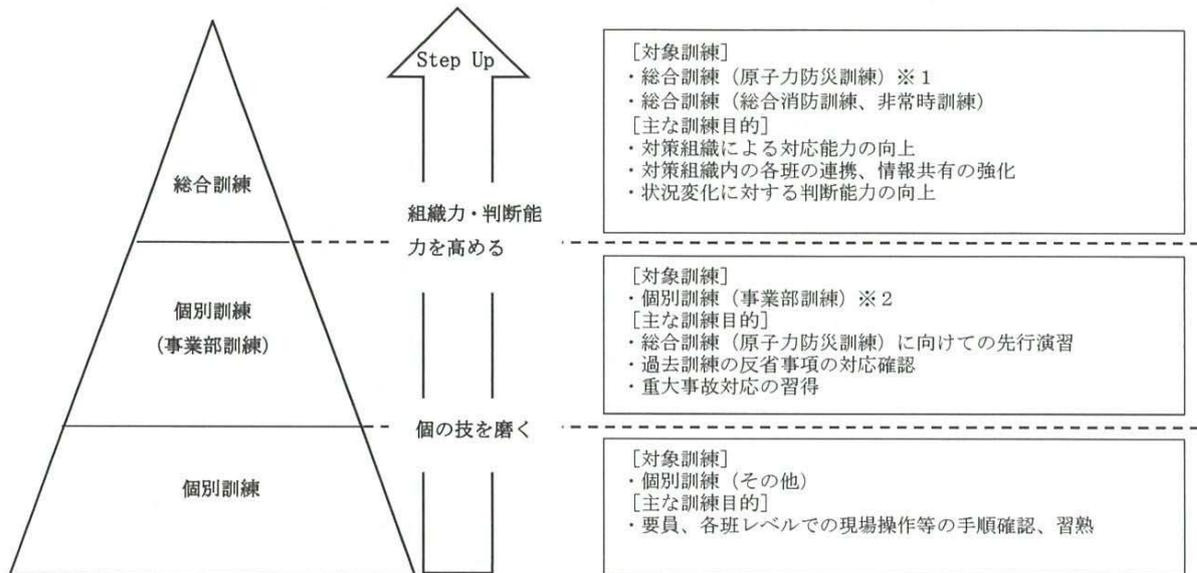 総合訓練
個別訓練
(事業部訓練)
個別訓練
Step Up
組織力・判断能
力を高める
個の技を磨く
[対象訓練]
・総合訓練（原子力防災訓練）※１
・総合訓練（総合消防訓練、非常時訓練）
[主な訓練目的]
・対策組織による対応能力の向上
・対策組織内の各班の連携、情報共有の強化
・状況変化に対する判断能力の向上
[対象訓練]
・個別訓練（事業部訓練）※２
[主な訓練目的]
・総合訓練（原子力防災訓練）に向けての先行演習
・過去訓練の反省事項の対応確認
・重大事故対応の習得
[対象訓練]
・個別訓練（その他）
[主な訓練目的]
・要員、各班レベルでの現場操作等の手順確認、習熟